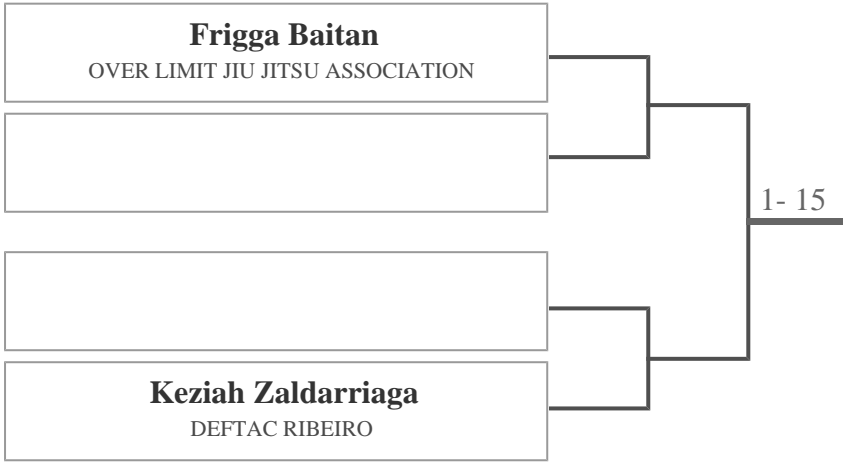 Frigga Baitan
OVER LIMIT JIU JITSU ASSOCIATION
1- 15
Keziah Zaldarriaga
DEFTAC RIBEIRO